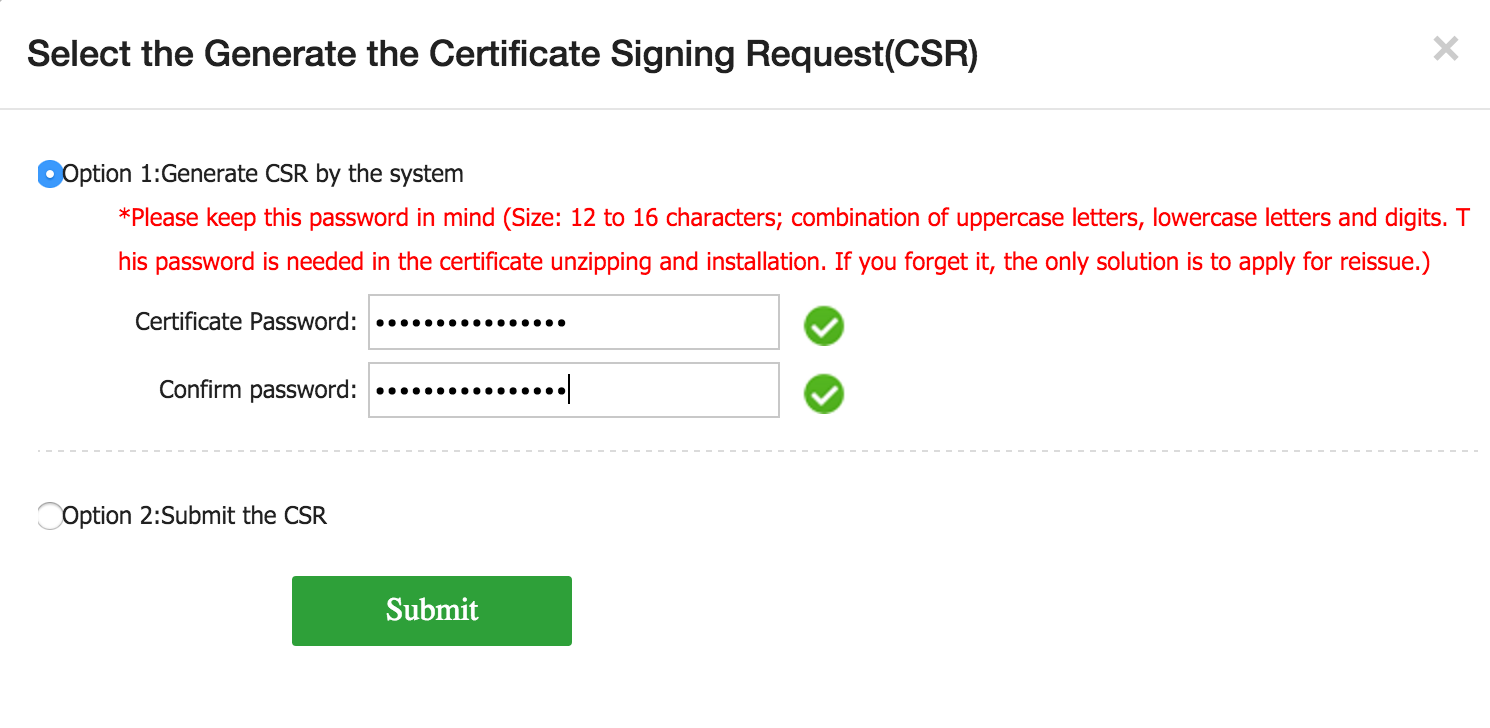 Select the Generate the Certificate Signing Request(CSR)
Option 1:Generate CSR by the system
*Please keep this password in mind (Size: 12 to 16 characters; combination of uppercase letters, lowercase letters and digits. T
his password is needed in the certificate unzipping and installation. If you forget it, the only solution is to apply for reissue.)
Certificate Password: ••••••••••••••••
Confirm password: ••••••••••••••••
Option 2:Submit the CSR
Submit